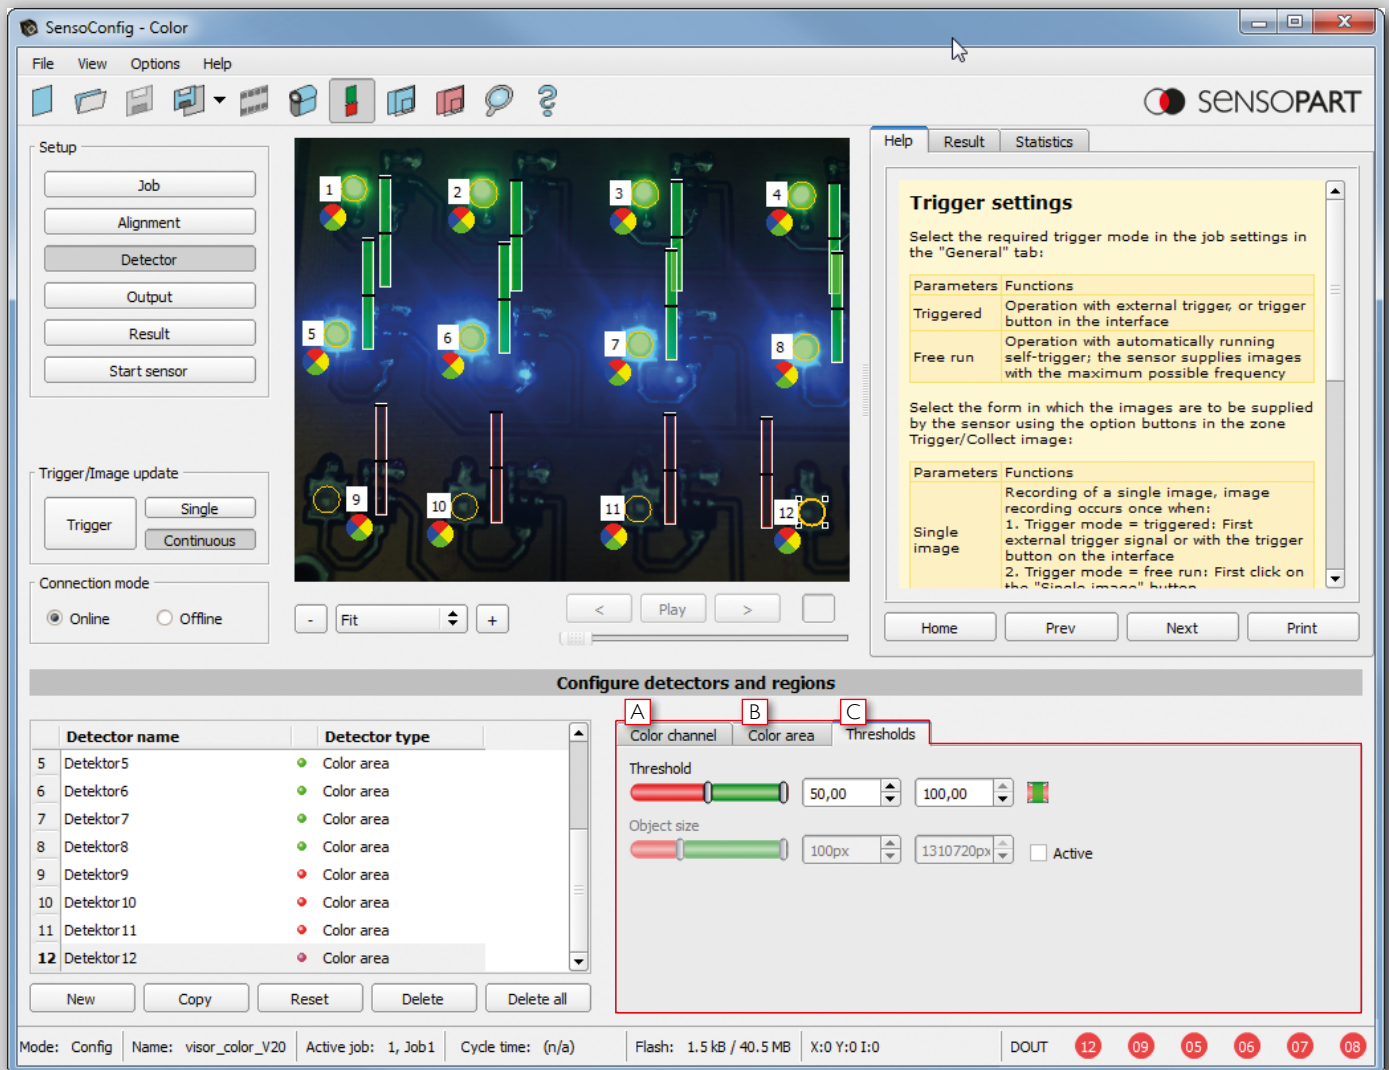 SensoConfig - Color
File View Options Help
SENSOPART
Setup
Job
Alignment
Detector
Output
Result
Start sensor
Trigger/Image update
Trigger
Single
Continuous
Connection mode
Online
Offline
1
2
3
4
5
6
7
8
9
10
11
12
- Fit +
< Play >
Help Result Statistics
Trigger settings
Select the required trigger mode in the job settings in
the "General" tab:
Parameters Functions
Triggered
Operation with external trigger, or trigger
button in the interface
Free run
Operation with automatically running
self-trigger; the sensor supplies images
with the maximum possible frequency
Select the form in which the images are to be supplied
by the sensor using the option buttons in the zone
Trigger/Collect image:
Parameters Functions
Single
image
Recording of a single image, image
recording occurs once when:
1. Trigger mode = triggered: First
external trigger signal or with the trigger
button on the interface
2. Trigger mode = free run: First click on
the "Single image" button
Home Prev Next Print
Configure detectors and regions
Detector name Detector type
5 Detektor5 Color area
6 Detektor6 Color area
7 Detektor7 Color area
8 Detektor8 Color area
9 Detektor9 Color area
10 Detektor10 Color area
11 Detektor11 Color area
12 Detektor12 Color area
New Copy Reset Delete Delete all
A B C
Color channel Color area Thresholds
Threshold
50,00 100,00
Object size
100px 1310720px Active
Mode: Config Name: visor_color_V20 Active job: 1, Job1 Cycle time: (n/a) Flash: 1.5 kB / 40.5 MB X:0 Y:0 I:0 DOUT 12 09 05 06 07 08